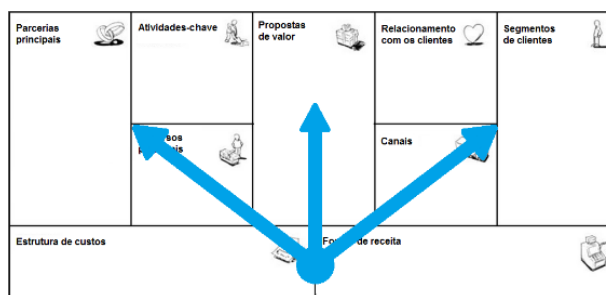 Parcerias
principais
Atividades-chave
Propostas
de valor
Relacionamento
com os clientes
Segmentos
de clientes
Canais
Estrutura de custos
de receita